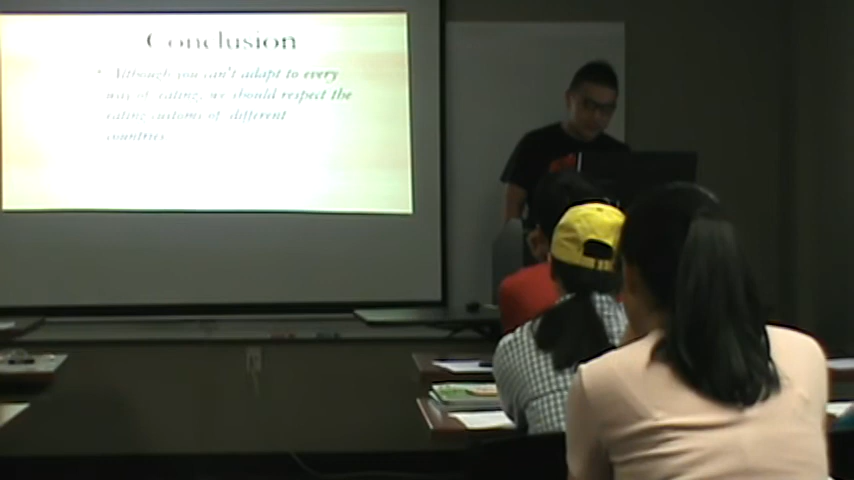 Conclusion
• Although you can't adapt to every
way of eating, we should respect the
eating customs of different
countries.